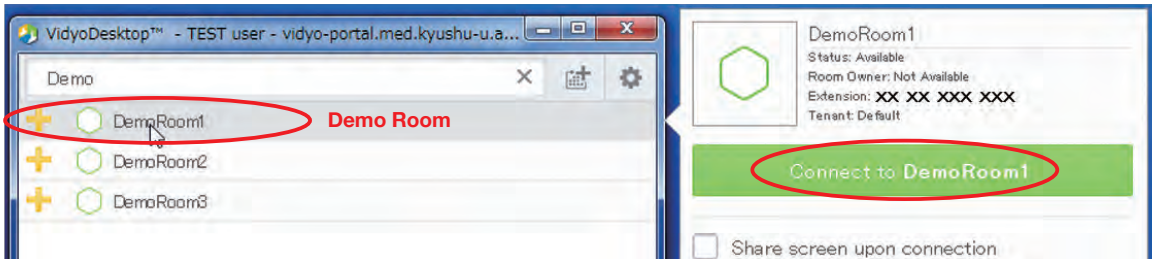 VidyoDesktop™ - TEST user - vidyo-portal.med.kyushu-u.a...
Demo
DemoRoom1
Demo Room
DemoRoom2
DemoRoom3
DemoRoom1
Status: Available
Room Owner: Not Available
Extension: XX XX XXX XXX
Tenant: Default
Connect to DemoRoom1
Share screen upon connection